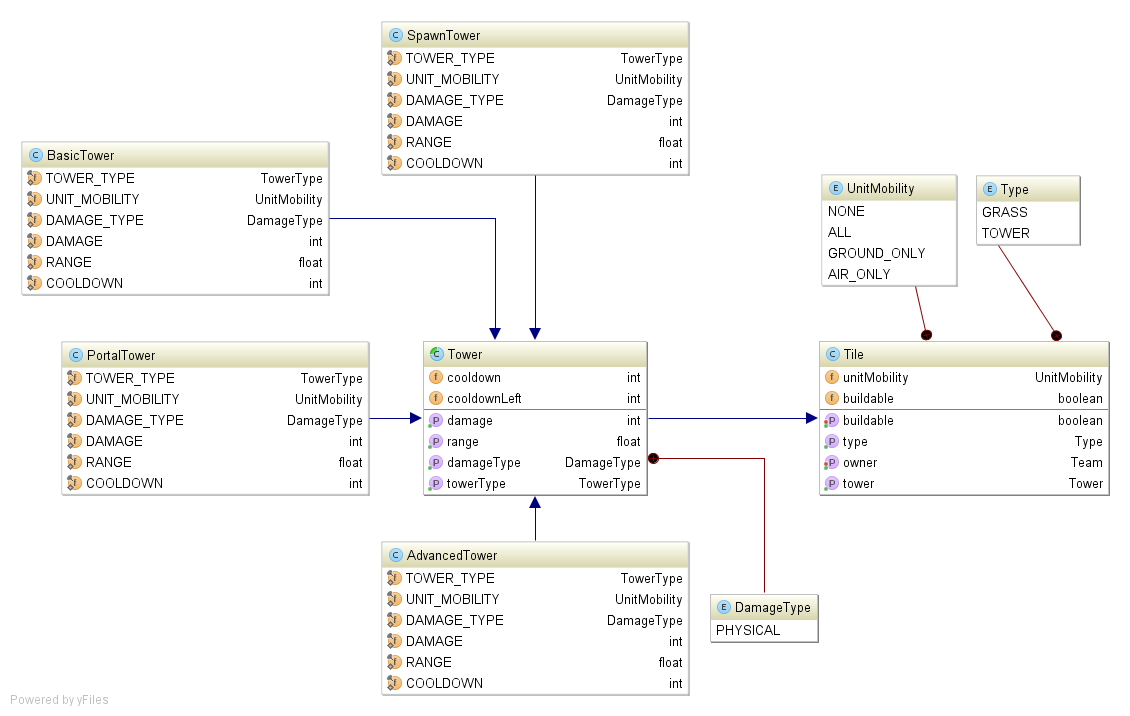 SpawnTower
TOWER_TYPE TowerType
UNIT_MOBILITY UnitMobility
DAMAGE_TYPE DamageType
DAMAGE int
RANGE float
COOLDOWN int
BasicTower
TOWER_TYPE TowerType
UNIT_MOBILITY UnitMobility
DAMAGE_TYPE DamageType
DAMAGE int
RANGE float
COOLDOWN int
UnitMobility
NONE
ALL
GROUND_ONLY
AIR_ONLY
Type
GRASS
TOWER
PortalTower
TOWER_TYPE TowerType
UNIT_MOBILITY UnitMobility
DAMAGE_TYPE DamageType
DAMAGE int
RANGE float
COOLDOWN int
Tower
cooldown int
cooldownLeft int
damage int
range float
damageType DamageType
towerType TowerType
Tile
unitMobility UnitMobility
buildable boolean
buildable boolean
type Type
owner Team
tower Tower
AdvancedTower
TOWER_TYPE TowerType
UNIT_MOBILITY UnitMobility
DAMAGE_TYPE DamageType
DAMAGE int
RANGE float
COOLDOWN int
DamageType
PHYSICAL
Powered by yFiles